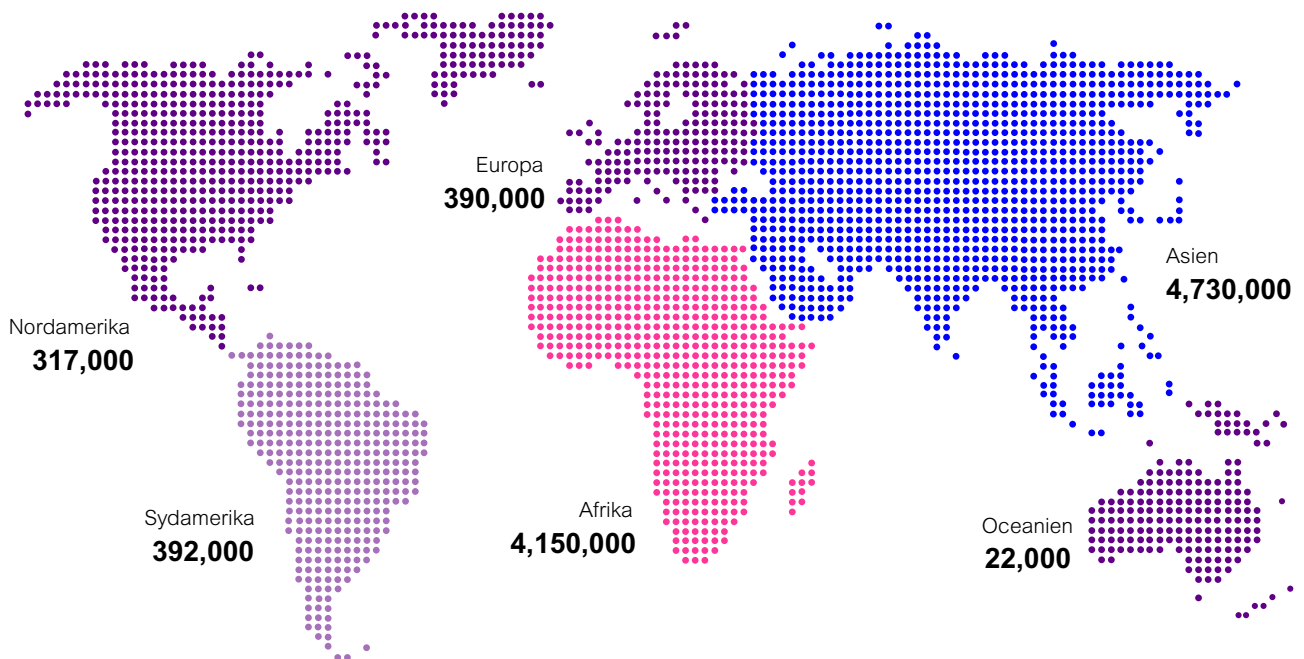 Europa
390,000
Asien
4,730,000
Nordamerika
317,000
Sydamerika
392,000
Afrika
4,150,000
Oceanien
22,000